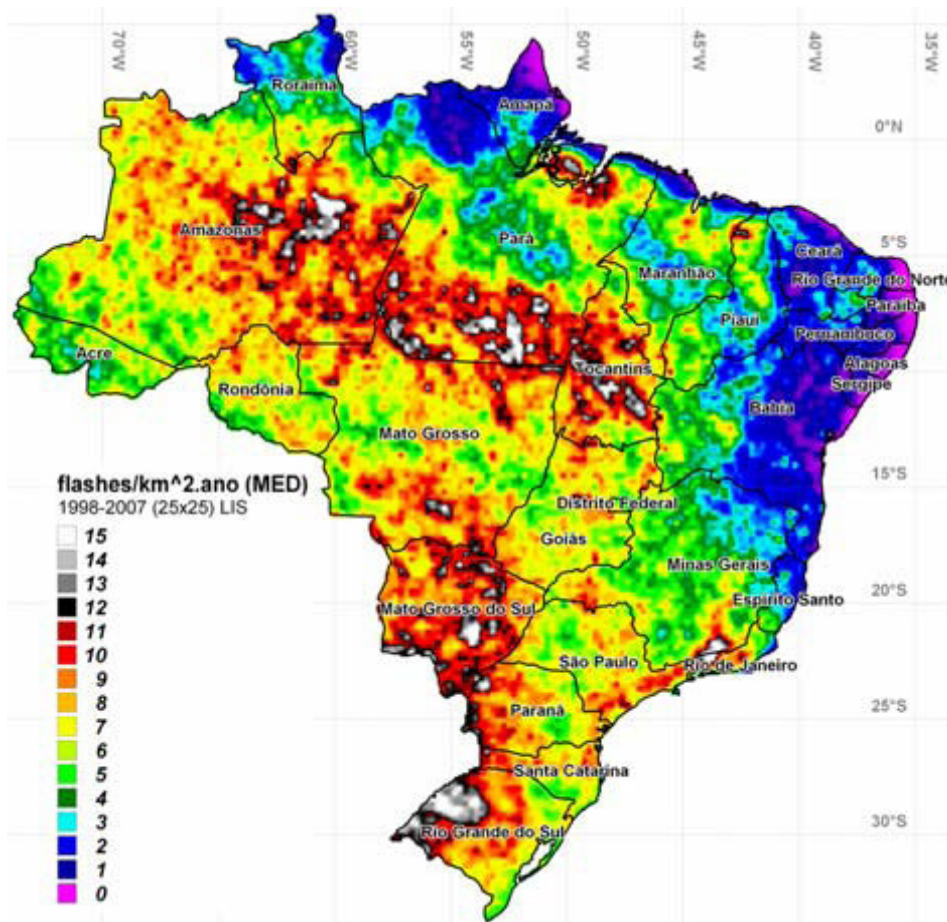 70°W
60°W
55°W
50°W
45°W
40°W
35°W
Roraima
Amapá
0°N
Amazonas
Pará
Ceará
5°S
Maranhão
Rio Grande do Norte
Paraíba
Piauí
Pernambuco
Acre
Alagoas
Tocantins
Sergipe
Rondônia
10°S
Bahia
Mato Grosso
flashes/km^2.ano (MED)
15°S
1998-2007 (25x25) LIS
Distrito Federal
15
Goiás
14
Minas Gerais
13
Espírito Santo
20°S
12
Mato Grosso do Sul
11
São Paulo
Rio de Janeiro
10
9
Paraná
25°S
8
7
6
Santa Catarina
5
4
3
Rio Grande do Sul
30°S
2
1
0